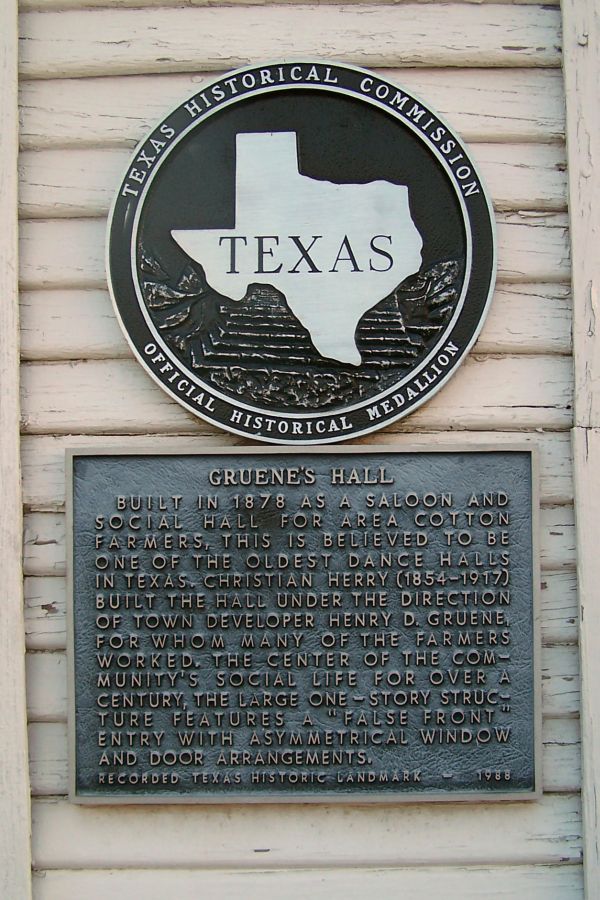 TEXAS HISTORICAL COMMISSION
TEXAS
OFFICIAL HISTORICAL MEDALLION
GRUENE'S HALL
BUILT IN 1878 AS A SALOON AND
SOCIAL HALL FOR AREA COTTON
FARMERS, THIS IS BELIEVED TO BE
ONE OF THE OLDEST DANCE HALLS
IN TEXAS. CHRISTIAN HERRY (1854-1917)
BUILT THE HALL UNDER THE DIRECTION
OF TOWN DEVELOPER HENRY D. GRUENE,
FOR WHOM MANY OF THE FARMERS
WORKED. THE CENTER OF THE COM-
MUNITY'S SOCIAL LIFE FOR OVER A
CENTURY, THE LARGE ONE-STORY STRUC-
TURE FEATURES A "FALSE FRONT"
ENTRY WITH ASYMMETRICAL WINDOW
AND DOOR ARRANGEMENTS.
RECORDED TEXAS HISTORIC LANDMARK - 1988